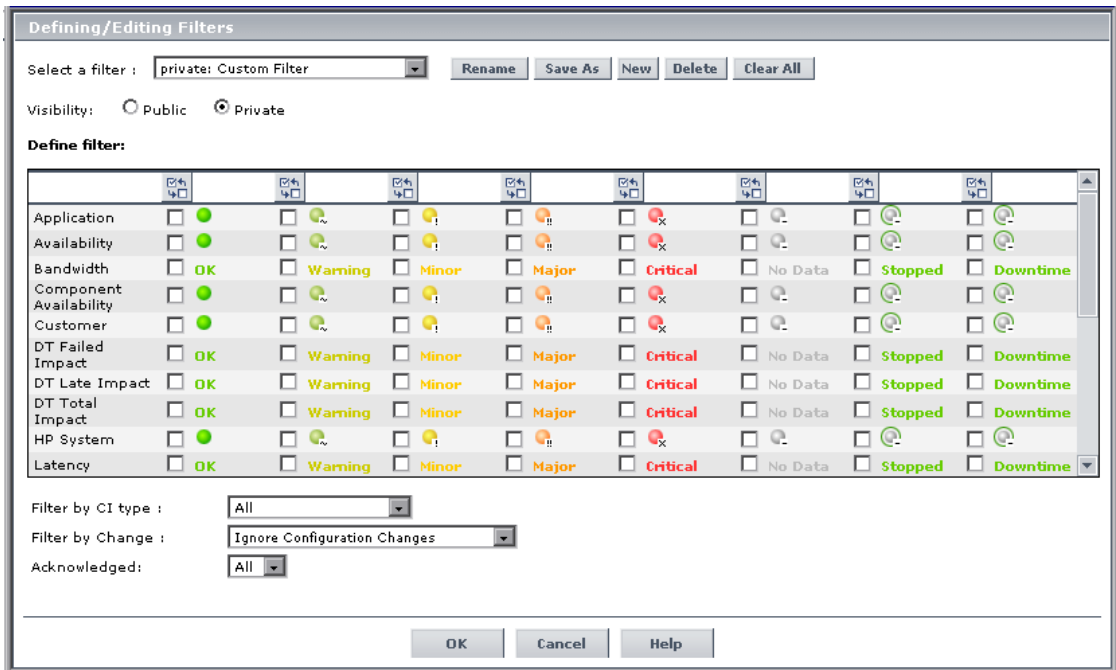 Defining/Editing Filters
Select a filter : private: Custom Filter Rename Save As New Delete Clear All
Visibility: Public Private
Define filter:
Application
Availability
Bandwidth OK Warning Minor Major Critical No Data Stopped Downtime
Component
Availability
Customer
DT Failed
Impact OK Warning Minor Major Critical No Data Stopped Downtime
DT Late Impact OK Warning Minor Major Critical No Data Stopped Downtime
DT Total
Impact OK Warning Minor Major Critical No Data Stopped Downtime
HP System
Latency OK Warning Minor Major Critical No Data Stopped Downtime
Filter by CI type : All
Filter by Change : Ignore Configuration Changes
Acknowledged: All
OK Cancel Help